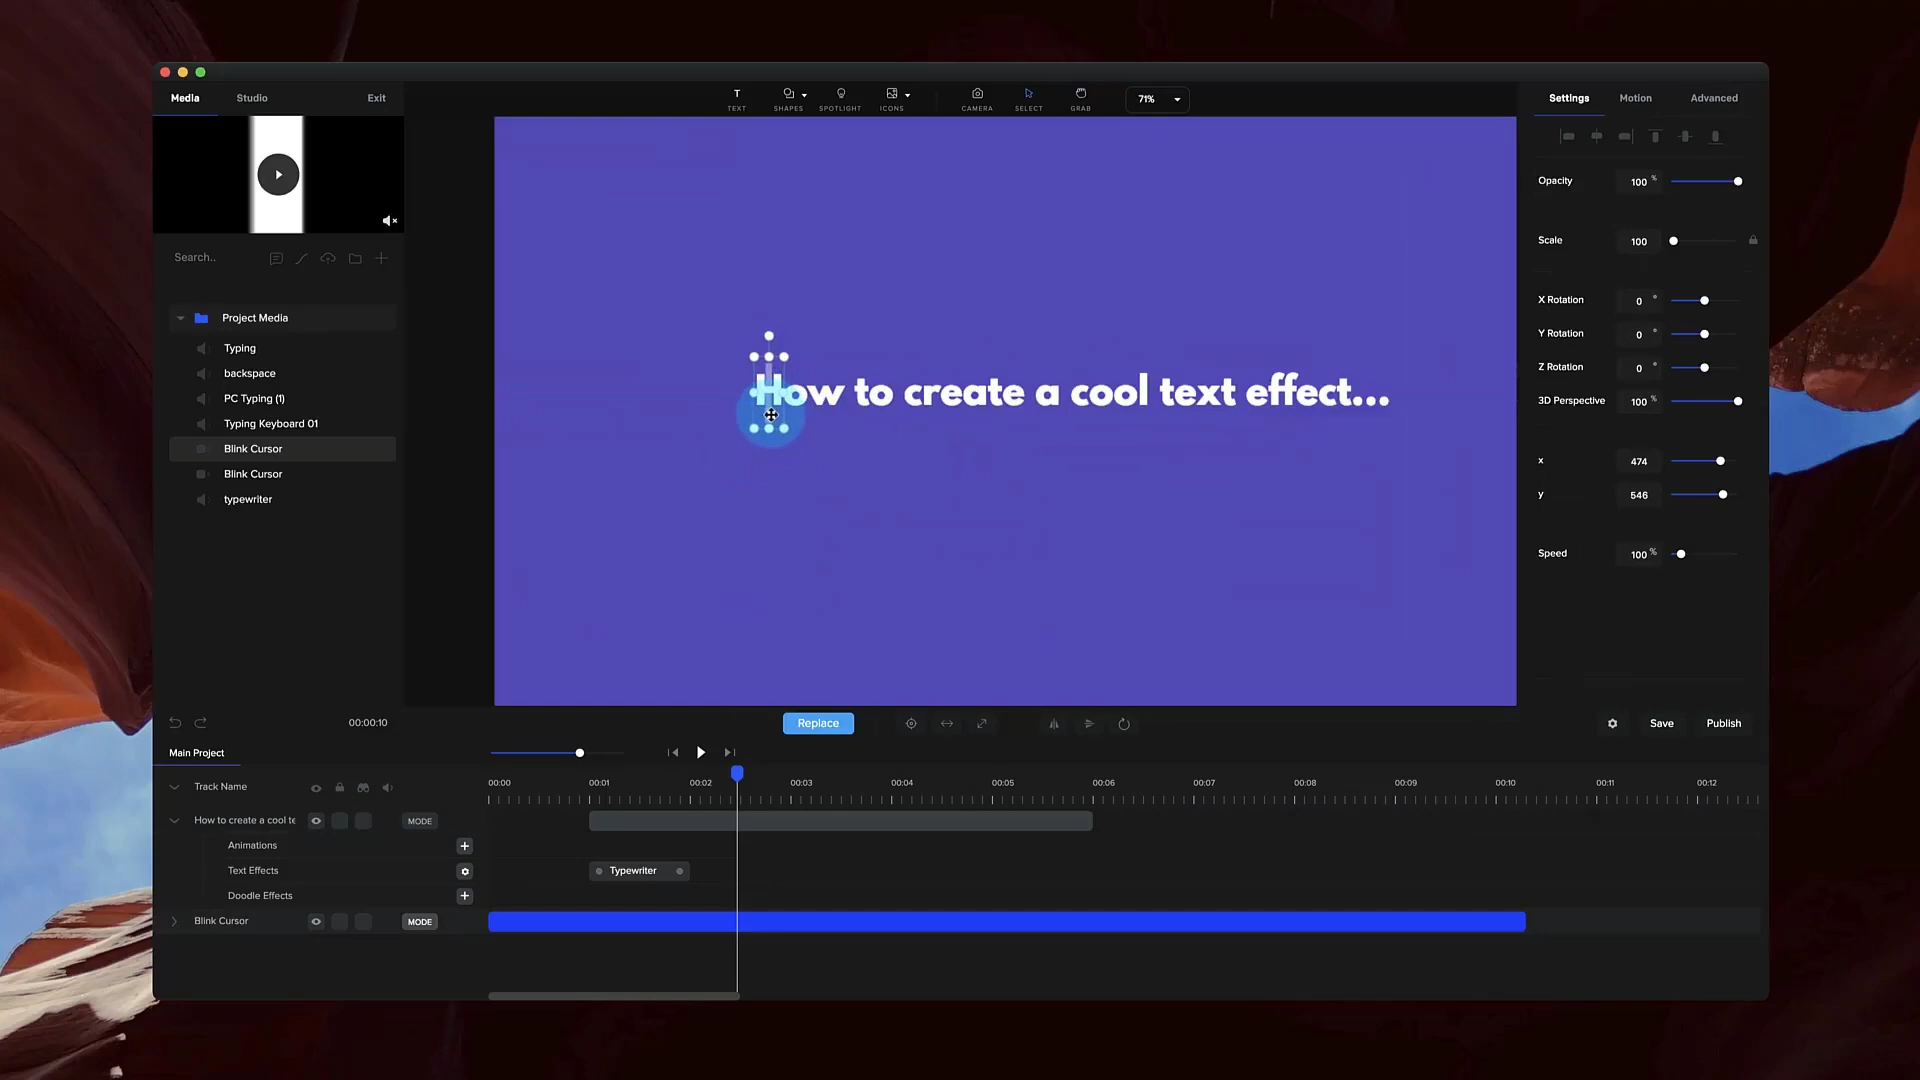 Media
Studio
Exit
TEXT
SHAPES
SPOTLIGHT
ICONS
CAMERA
SELECT
GRAB
71%
Settings
Motion
Advanced
Search..
Project Media
Typing
backspace
PC Typing (1)
Typing Keyboard 01
Blink Cursor
Blink Cursor
typewriter
How to create a cool text effect...
Opacity 100 %
Scale 100
X Rotation 0 °
Y Rotation 0 °
Z Rotation 0 °
3D Perspective 100 %
x 474
y 546
Speed 100 %
00:00:10
Replace
Save
Publish
Main Project
Track Name
00:00 00:01 00:02 00:03 00:04 00:05 00:06 00:07 00:08 00:09 00:10 00:11 00:12
How to create a cool te
MODE
Animations
Text Effects
Typewriter
Doodle Effects
Blink Cursor
MODE